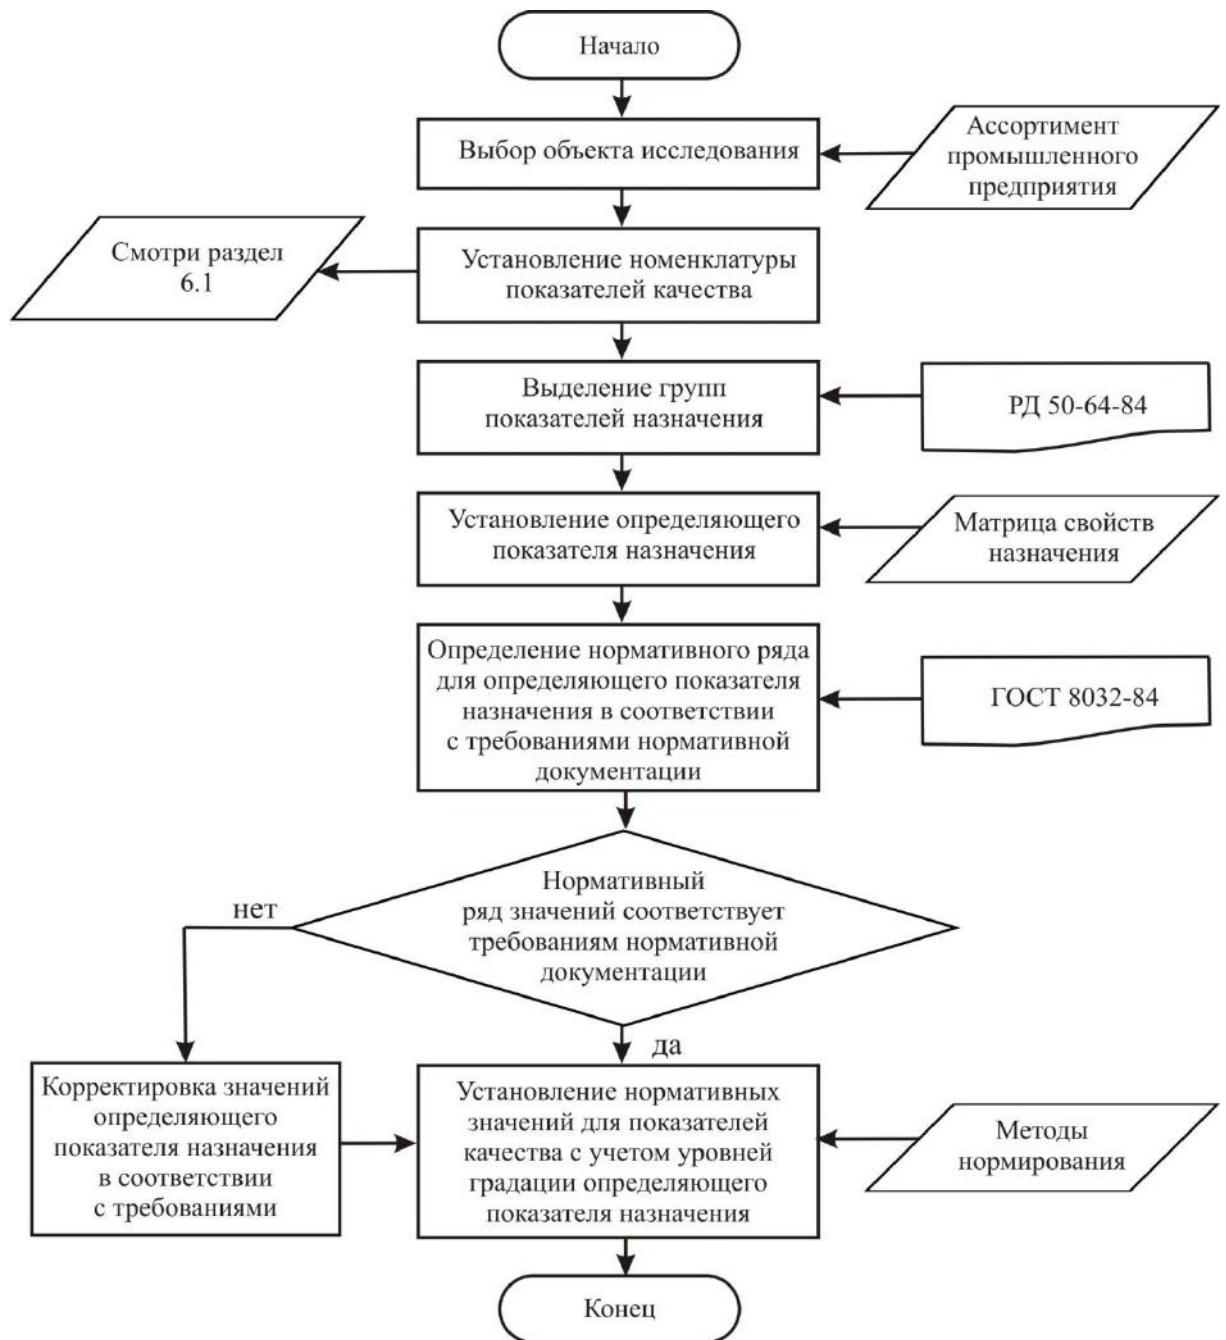 Начало
Выбор объекта исследования
Ассортимент
промышленного
предприятия
Смотри раздел
6.1
Установление номенклатуры
показателей качества
Выделение групп
показателей назначения
РД 50-64-84
Установление определяющего
показателя назначения
Матрица свойств
назначения
Определение нормативного ряда
для определяющего показателя
назначения в соответствии
с требованиями нормативной
документации
ГОСТ 8032-84
Нормативный
ряд значений соответствует
требованиям нормативной
документации
нет
да
Корректировка значений
определяющего
показателя назначения
в соответствии
с требованиями
Установление нормативных
значений для показателей
качества с учетом уровней
градации определяющего
показателя назначения
Методы
нормирования
Конец